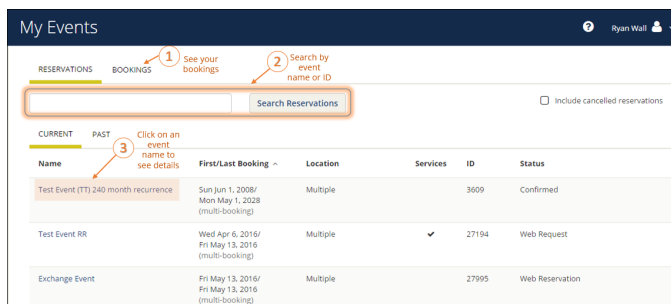 My Events
? Ryan Wall
RESERVATIONS BOOKINGS
1 See your
bookings
2 Search by
event
name or ID
Search Reservations
Include cancelled reservations
CURRENT PAST
3 Click on an
event
name to
see details
Name First/Last Booking Location Services ID Status
Test Event (TT) 240 month recurrence Sun Jun 1, 2008/ Multiple 3609 Confirmed
Mon May 1, 2028
(multi-booking)
Test Event RR Wed Apr 6, 2016/ Multiple 27194 Web Request
Fri May 13, 2016
(multi-booking)
Exchange Event Fri May 13, 2016/ Multiple 27995 Web Reservation
Fri May 13, 2016
(multi-booking)